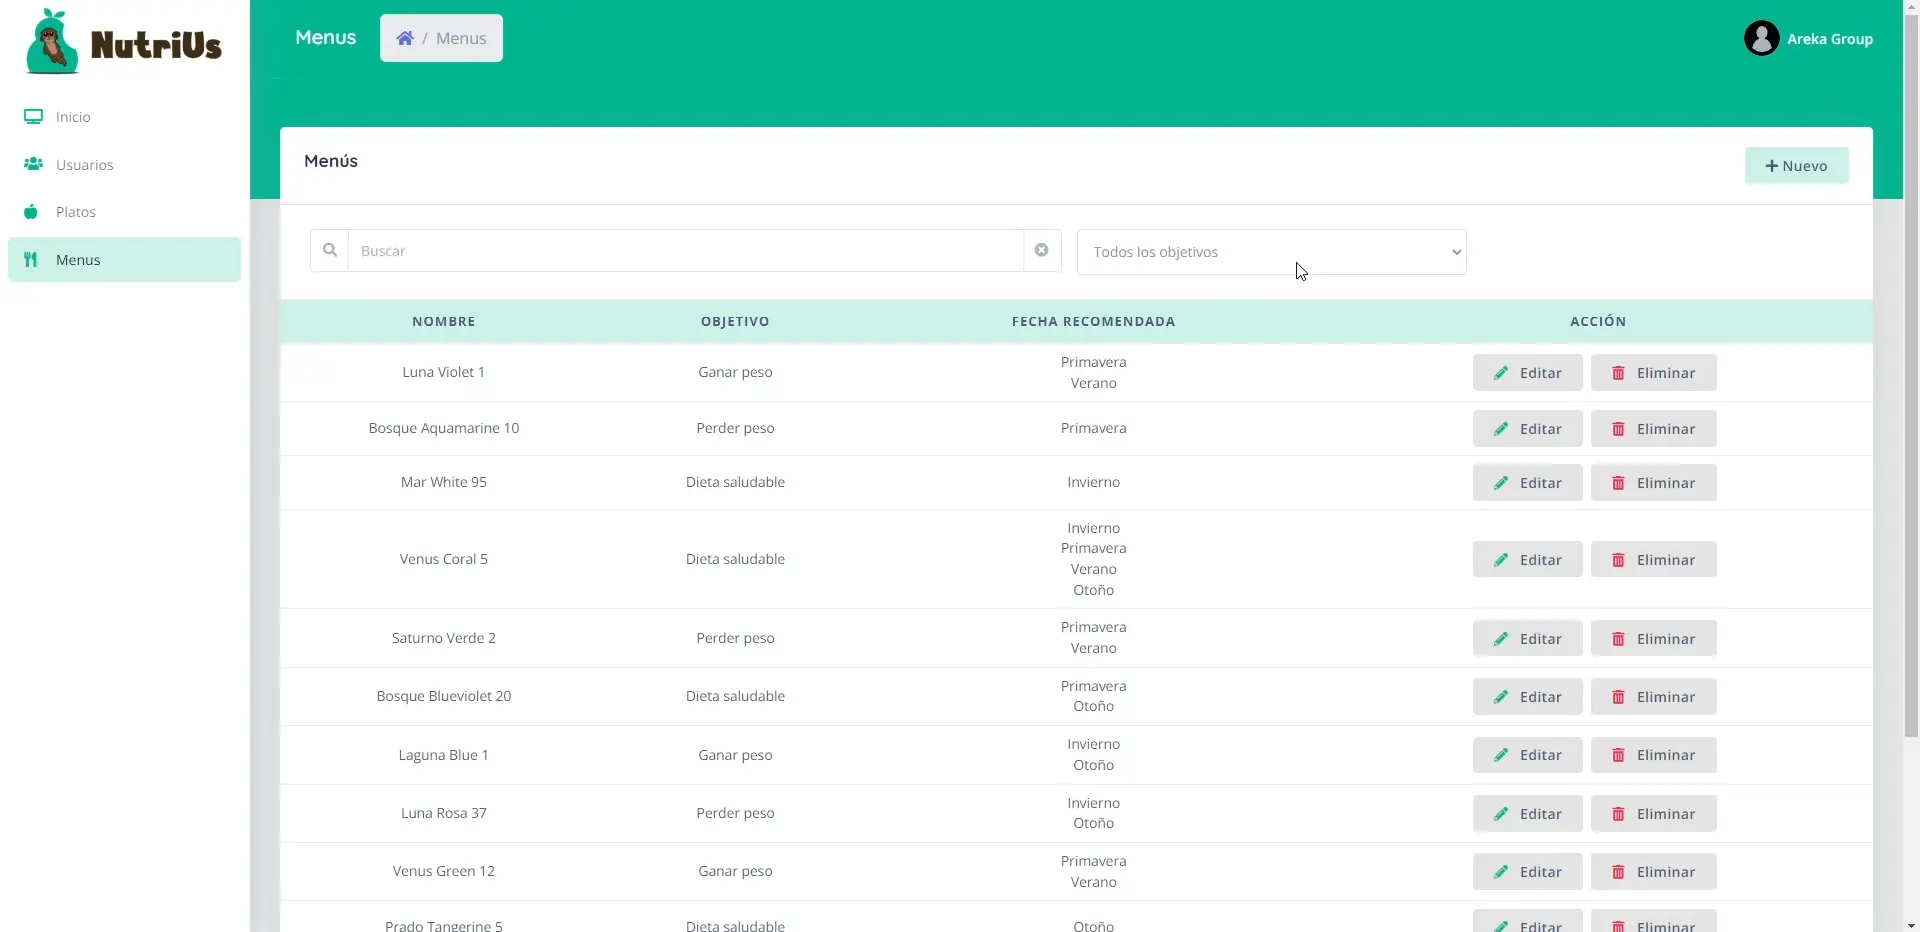 NutriUs
Menus
/ Menus
Areka Group
Inicio
Usuarios
Platos
Menus
Menús
+ Nuevo
Buscar
Todos los objetivos
NOMBRE OBJETIVO FECHA RECOMENDADA ACCIÓN
Luna Violet 1 Ganar peso Primavera Editar Eliminar
Verano
Bosque Aquamarine 10 Perder peso Primavera Editar Eliminar
Mar White 95 Dieta saludable Invierno Editar Eliminar
Invierno
Primavera
Venus Coral 5 Dieta saludable Editar Eliminar
Verano
Otoño
Saturno Verde 2 Perder peso Primavera Editar Eliminar
Verano
Bosque Blueviolet 20 Dieta saludable Primavera Editar Eliminar
Otoño
Laguna Blue 1 Ganar peso Invierno Editar Eliminar
Otoño
Luna Rosa 37 Perder peso Invierno Editar Eliminar
Otoño
Venus Green 12 Ganar peso Primavera Editar Eliminar
Verano
Prado Tangerine 5 Dieta saludable Otoño Editar Eliminar